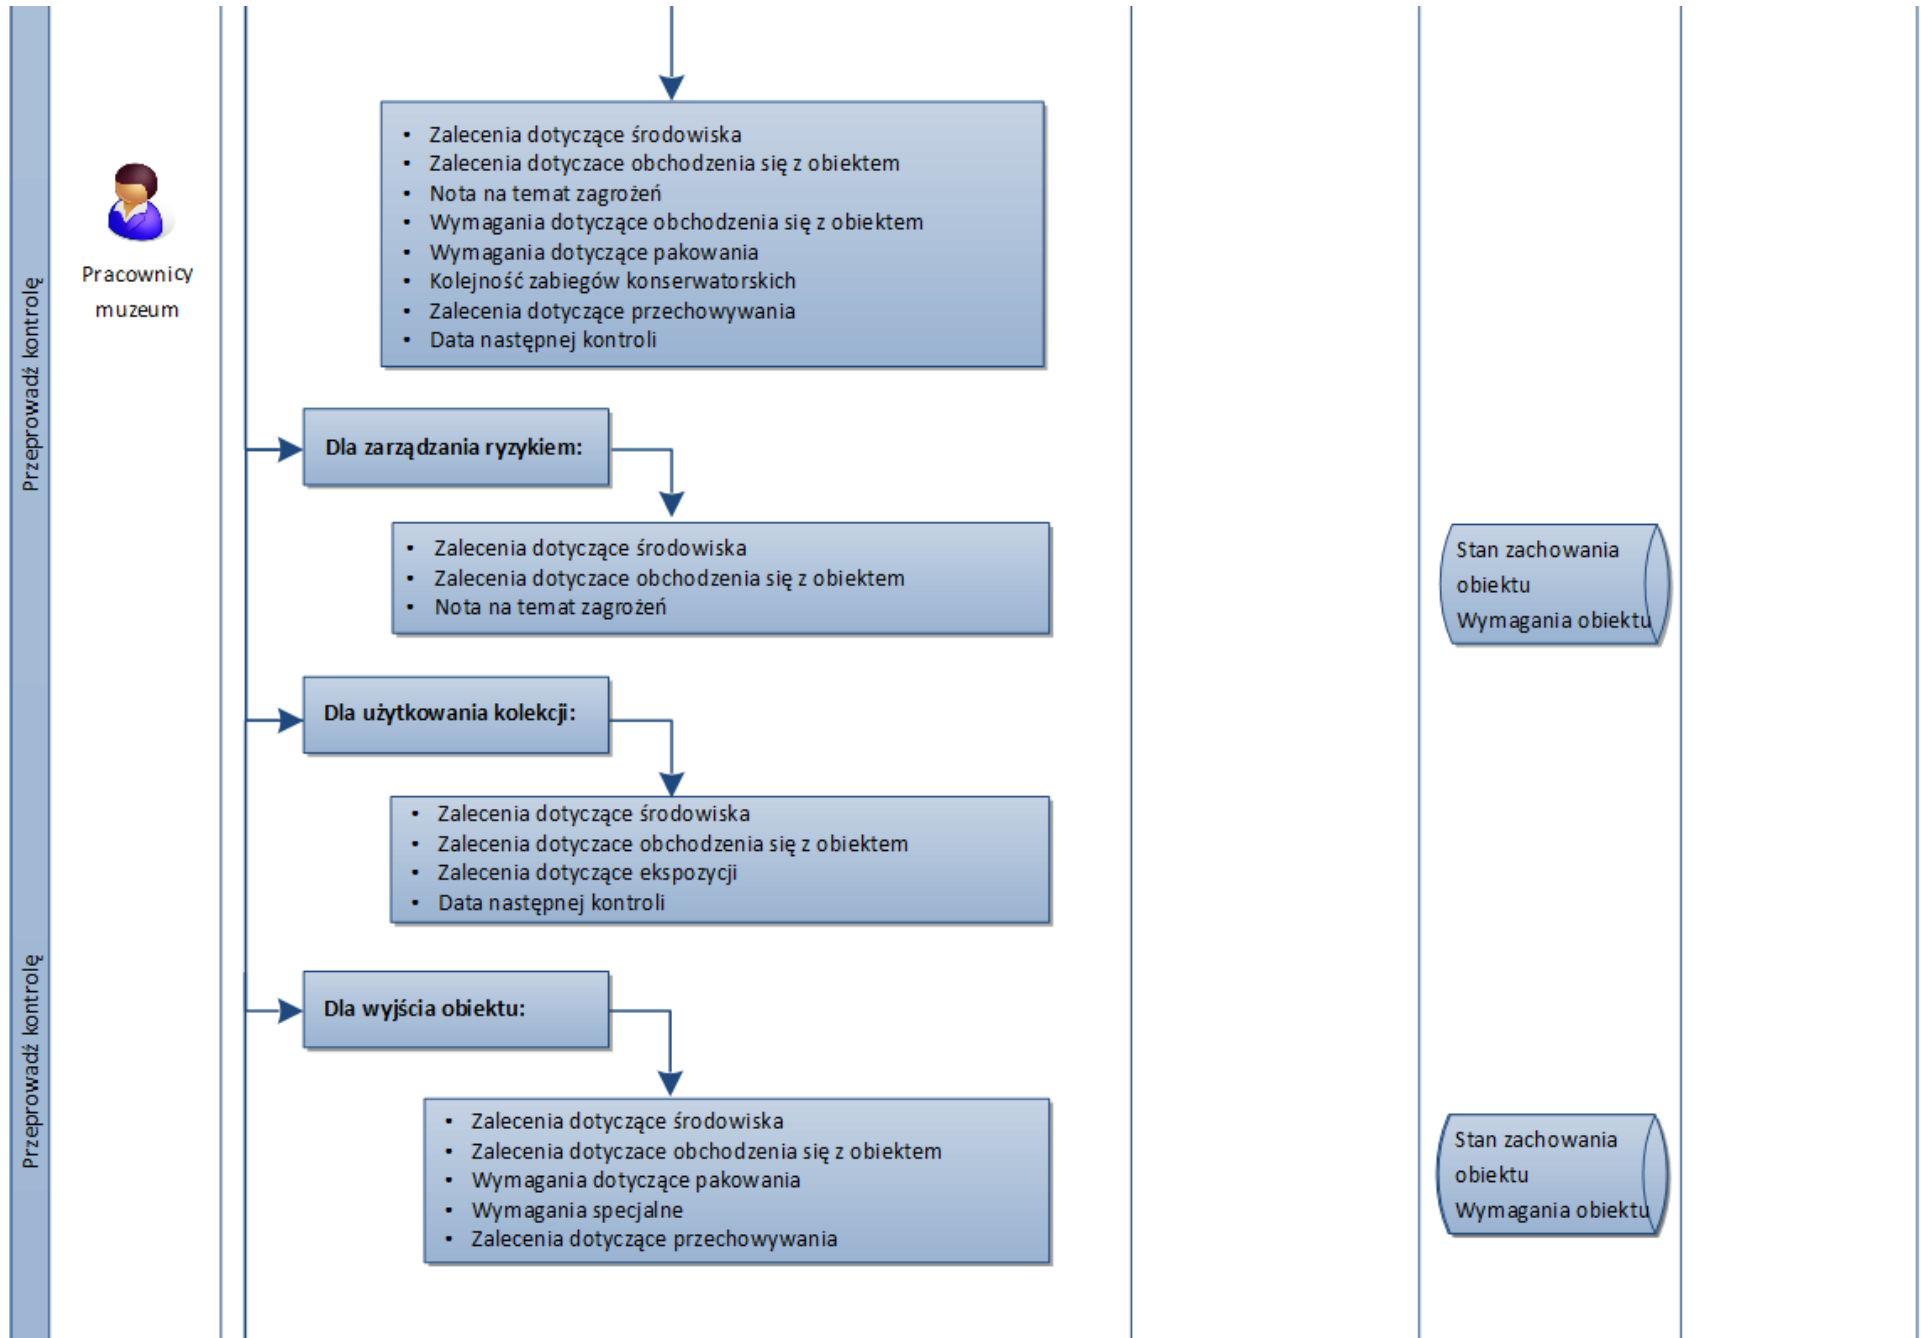 Przeprowadź kontrolę
Pracownicy
muzeum
• Zalecenia dotyczące środowiska
• Zalecenia dotyczace obchodzenia się z obiektem
• Nota na temat zagrożeń
• Wymagania dotyczące obchodzenia się z obiektem
• Wymagania dotyczące pakowania
• Kolejność zabiegów konserwatorskich
• Zalecenia dotyczące przechowywania
• Data następnej kontroli
Dla zarządzania ryzykiem:
• Zalecenia dotyczące środowiska
• Zalecenia dotyczace obchodzenia się z obiektem
• Nota na temat zagrożeń
Stan zachowania
obiektu
Wymagania obiektu
Dla użytkowania kolekcji:
• Zalecenia dotyczące środowiska
• Zalecenia dotyczace obchodzenia się z obiektem
• Zalecenia dotyczące ekspozycji
• Data następnej kontroli
Przeprowadź kontrolę
Dla wyjścia obiektu:
• Zalecenia dotyczące środowiska
• Zalecenia dotyczace obchodzenia się z obiektem
• Wymagania dotyczące pakowania
• Wymagania specjalne
• Zalecenia dotyczące przechowywania
Stan zachowania
obiektu
Wymagania obiektu